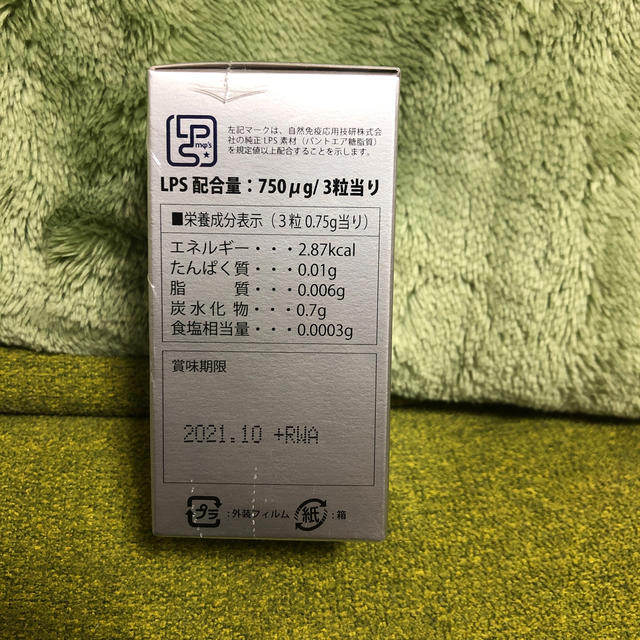 LPS
mφ's
左記マークは、自然免疫応用技研株式会
社の純正LPS素材（パントエア糖脂質）
を規定値以上配合することを示します。
LPS 配合量：750μg/ 3粒当り
■栄養成分表示（3粒 0.75g当り）
エネルギー・・・2.87kcal
たんぱく質・・・0.01g
脂　　質・・・0.006g
炭水化物・・・0.7g
食塩相当量・・・0.0003g
賞味期限
2021.10 +RWA
プラ：外装フィルム 紙：箱